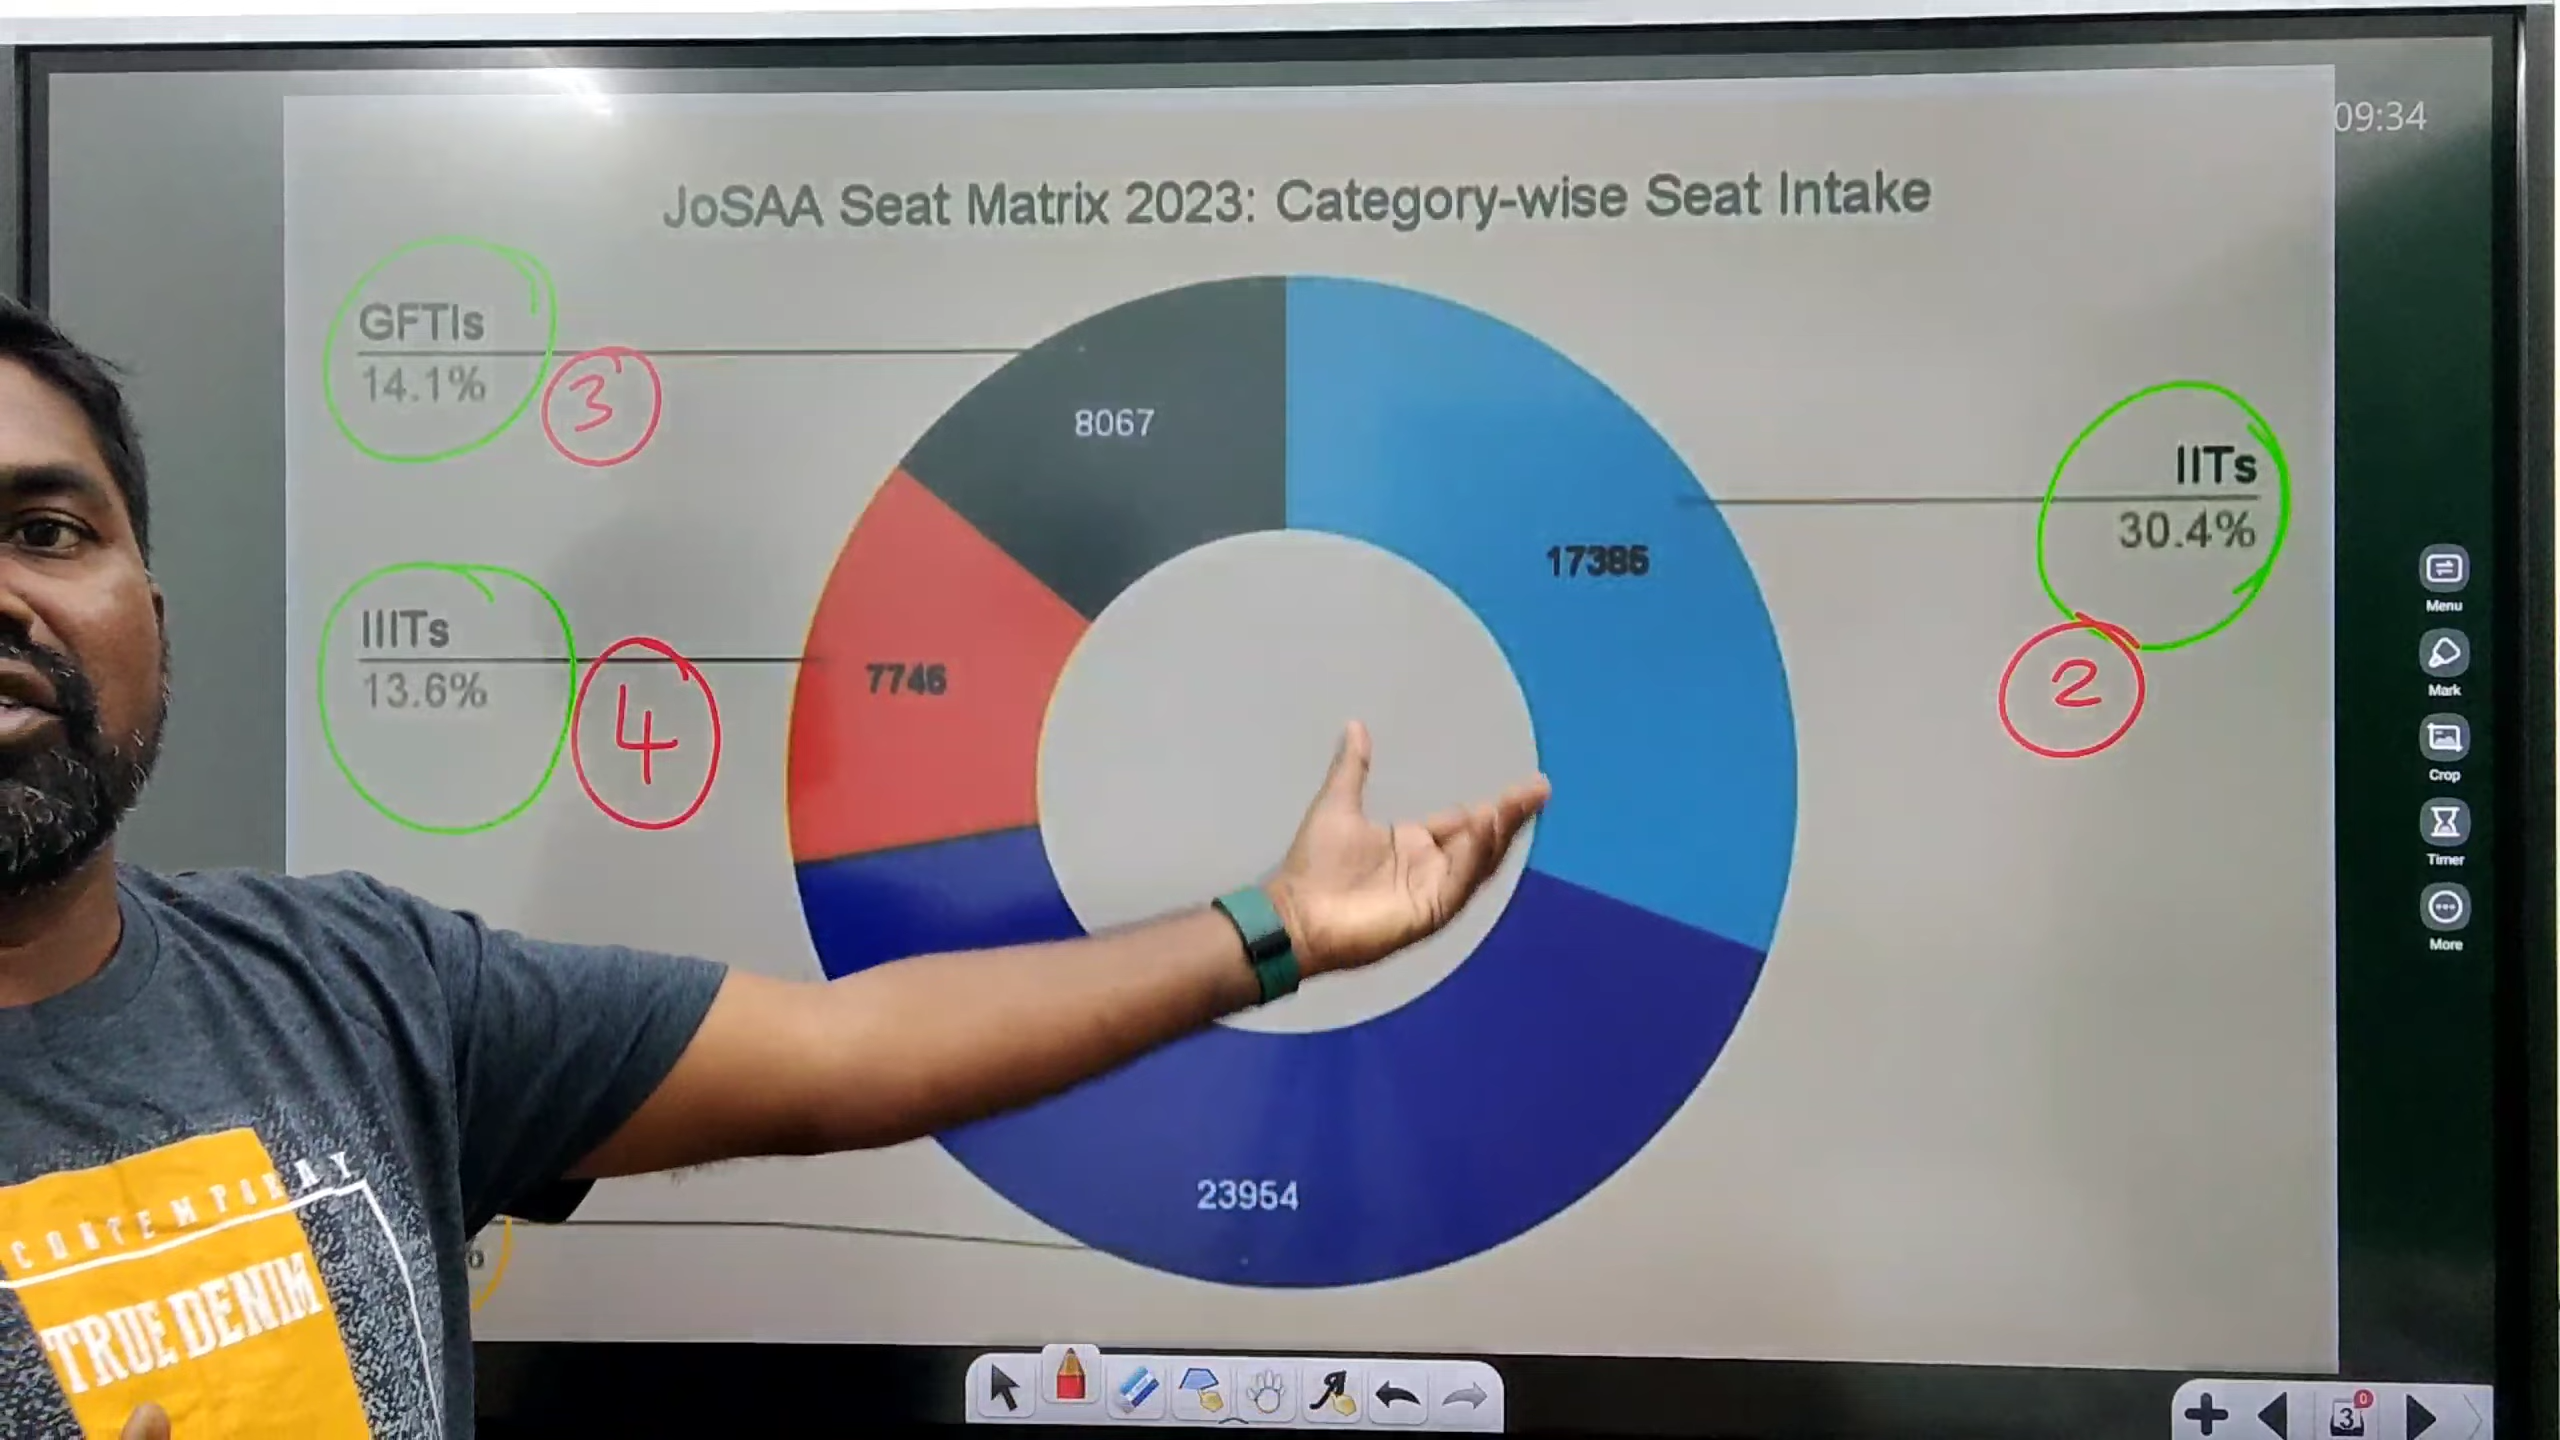 09:34
JoSAA Seat Matrix 2023: Category-wise Seat Intake
GFTIs
14.1%
3
8067
IITs
30.4%
17385
2
IIITs
13.6%
4
7746
23954
Menu
Mark
Crop
Timer
More
CONTEMPORARY
TRUE DENIM
3
0